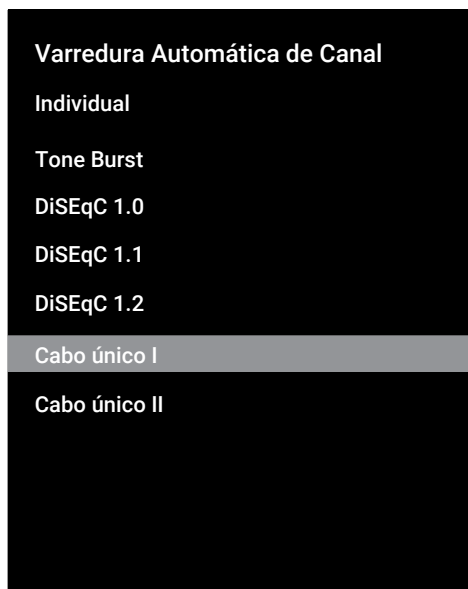 Varredura Automática de Canal
Individual
Tone Burst
DiSEqC 1.0
DiSEqC 1.1
DiSEqC 1.2
Cabo único I
Cabo único II